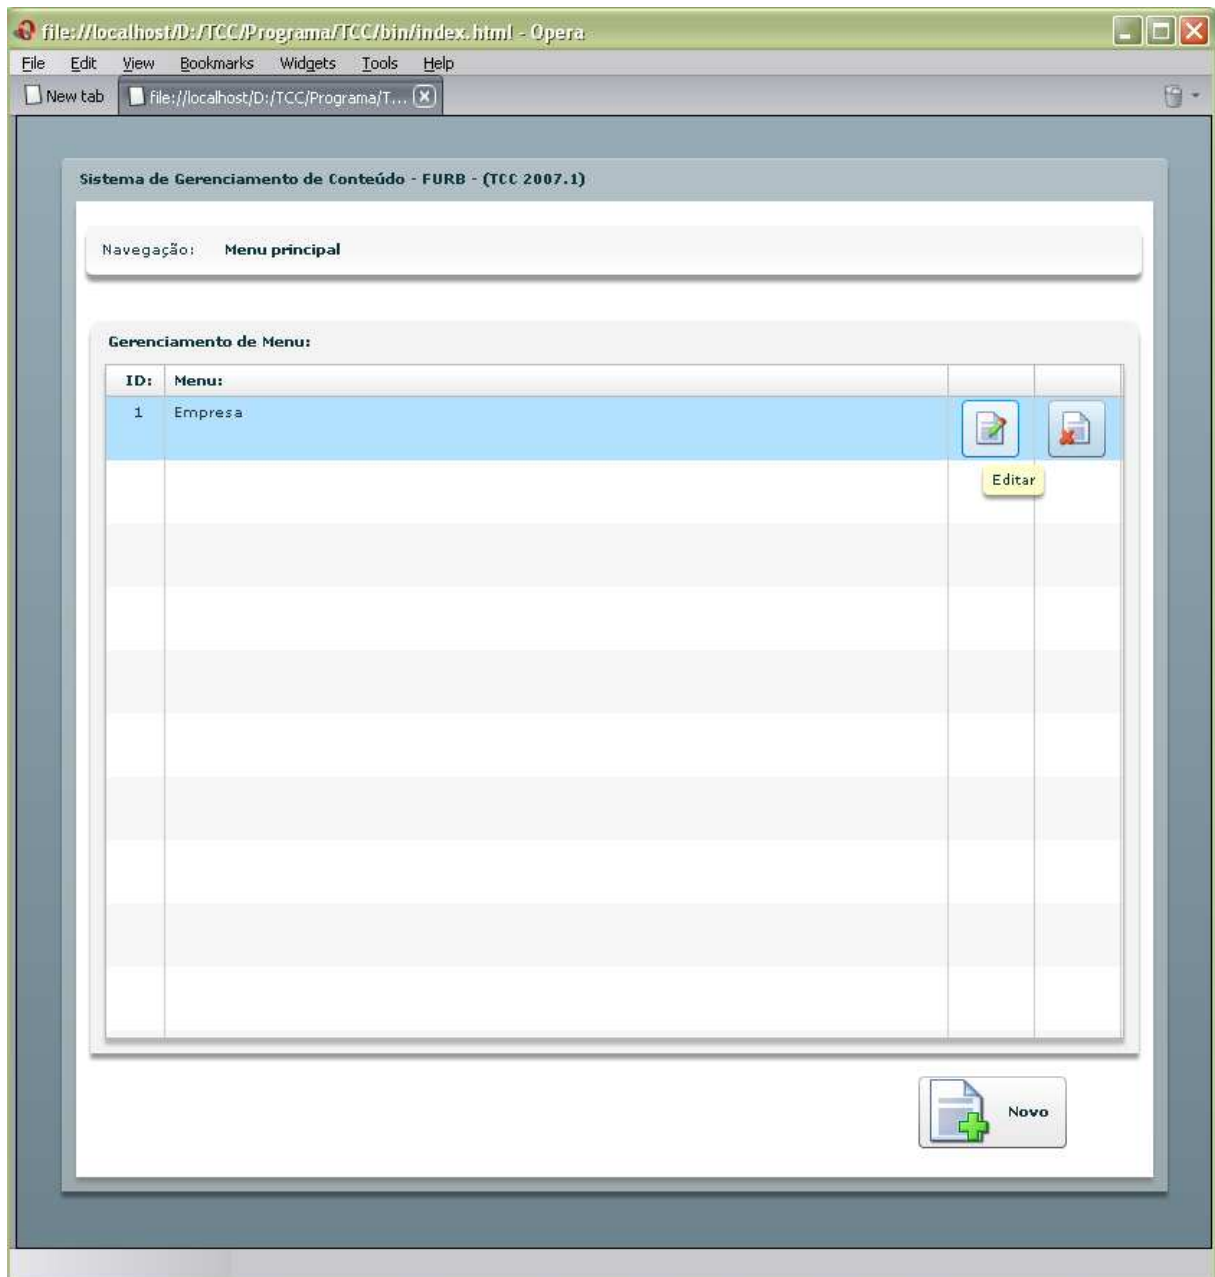 file://localhost/D:/TCC/Programa/TCC/bin/index.html - Opera
File Edit View Bookmarks Widgets Tools Help
New tab file://localhost/D:/TCC/Programa/T...
Sistema de Gerenciamento de Conteúdo - FURB - (TCC 2007.1)
Navegação: Menu principal
Gerenciamento de Menu:
ID: Menu:
1 Empresa
Editar
Novo